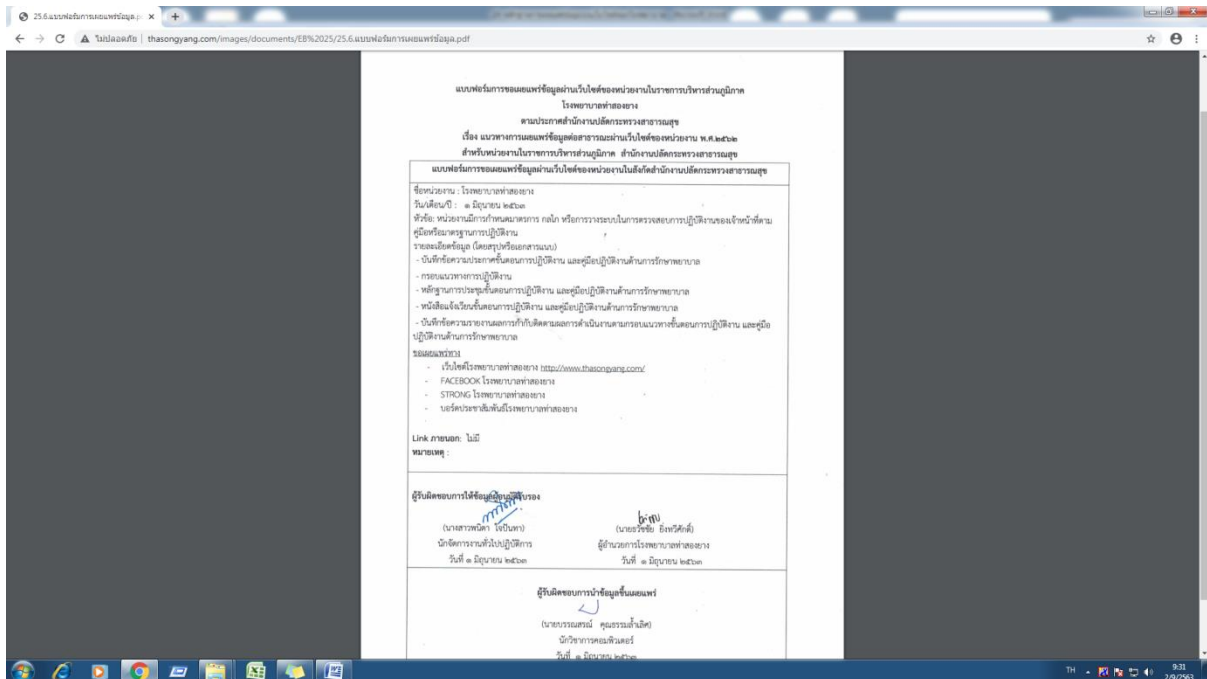 25.6.แบบฟอร์มการเผยแพร่ข้อมูล.p
ไม่ปลอดภัย | thasongyang.com/images/documents/EB%2025/25.6.แบบฟอร์มการเผยแพร่ข้อมูล.pdf
แบบฟอร์มการขอเผยแพร่ข้อมูลผ่านเว็บไซต์ของหน่วยงานในราชการบริหารส่วนภูมิภาค
โรงพยาบาลท่าสองยาง
ตามประกาศสำนักงานปลัดกระทรวงสาธารณสุข
เรื่อง แนวทางการเผยแพร่ข้อมูลต่อสาธารณะผ่านเว็บไซต์ของหน่วยงาน พ.ศ.๒๕๖๒
สำหรับหน่วยงานในราชการบริหารส่วนภูมิภาค สำนักงานปลัดกระทรวงสาธารณสุข
แบบฟอร์มการขอเผยแพร่ข้อมูลผ่านเว็บไซต์ของหน่วยงานในสังกัดสำนักงานปลัดกระทรวงสาธารณสุข
ชื่อหน่วยงาน : โรงพยาบาลท่าสองยาง
วัน/เดือน/ปี : ๑ มิถุนายน ๒๕๖๓
หัวข้อ: หน่วยงานมีการกำหนดมาตรการ กลไก หรือการวางระบบในการตรวจสอบการปฏิบัติงานของเจ้าหน้าที่ตาม
คู่มือหรือมาตรฐานการปฏิบัติงาน
รายละเอียดข้อมูล (โดยสรุปหรือเอกสารแนบ)
- บันทึกข้อความประกาศขั้นตอนการปฏิบัติงาน และคู่มือปฏิบัติงานด้านการรักษาพยาบาล
- กรอบแนวทางการปฏิบัติงาน
- หลักฐานการประชุมขั้นตอนการปฏิบัติงาน และคู่มือปฏิบัติงานด้านการรักษาพยาบาล
- หนังสือแจ้งเวียนขั้นตอนการปฏิบัติงาน และคู่มือปฏิบัติงานด้านการรักษาพยาบาล
- บันทึกข้อความรายงานผลการกำกับติดตามผลการดำเนินงานตามกรอบแนวทางขั้นตอนการปฏิบัติงาน และคู่มือ
ปฏิบัติงานด้านการรักษาพยาบาล
ขอเผยแพร่ทาง
- เว็บไซต์โรงพยาบาลท่าสองยาง http://www.thasongyang.com/
- FACEBOOK โรงพยาบาลท่าสองยาง
- STRONG โรงพยาบาลท่าสองยาง
- บอร์ดประชาสัมพันธ์โรงพยาบาลท่าสองยาง
Link ภายนอก: ไม่มี
หมายเหตุ :
ผู้รับผิดชอบการให้ข้อมูลผู้อนุมัติรับรอง
(นางสาวพนิดา ใจปินทา) (นายธวัชชัย ยิ่งทวีศักดิ์)
นักจัดการงานทั่วไปปฏิบัติการ ผู้อำนวยการโรงพยาบาลท่าสองยาง
วันที่ ๑ มิถุนายน ๒๕๖๓ วันที่ ๑ มิถุนายน ๒๕๖๓
ผู้รับผิดชอบการนำข้อมูลขึ้นเผยแพร่
(นายบรรณสรณ์ คุณธรรมล้ำเลิศ)
นักวิชาการคอมพิวเตอร์
วันที่ ๑ มิถุนายน ๒๕๖๓
TH 9:31
2/9/2563